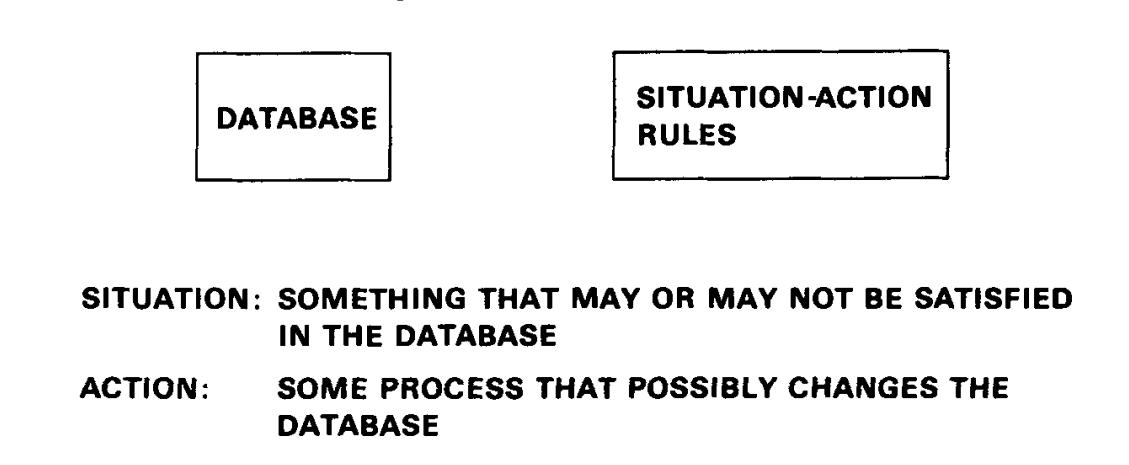 DATABASE
SITUATION-ACTION
RULES
SITUATION: SOMETHING THAT MAY OR MAY NOT BE SATISFIED
IN THE DATABASE
ACTION: SOME PROCESS THAT POSSIBLY CHANGES THE
DATABASE